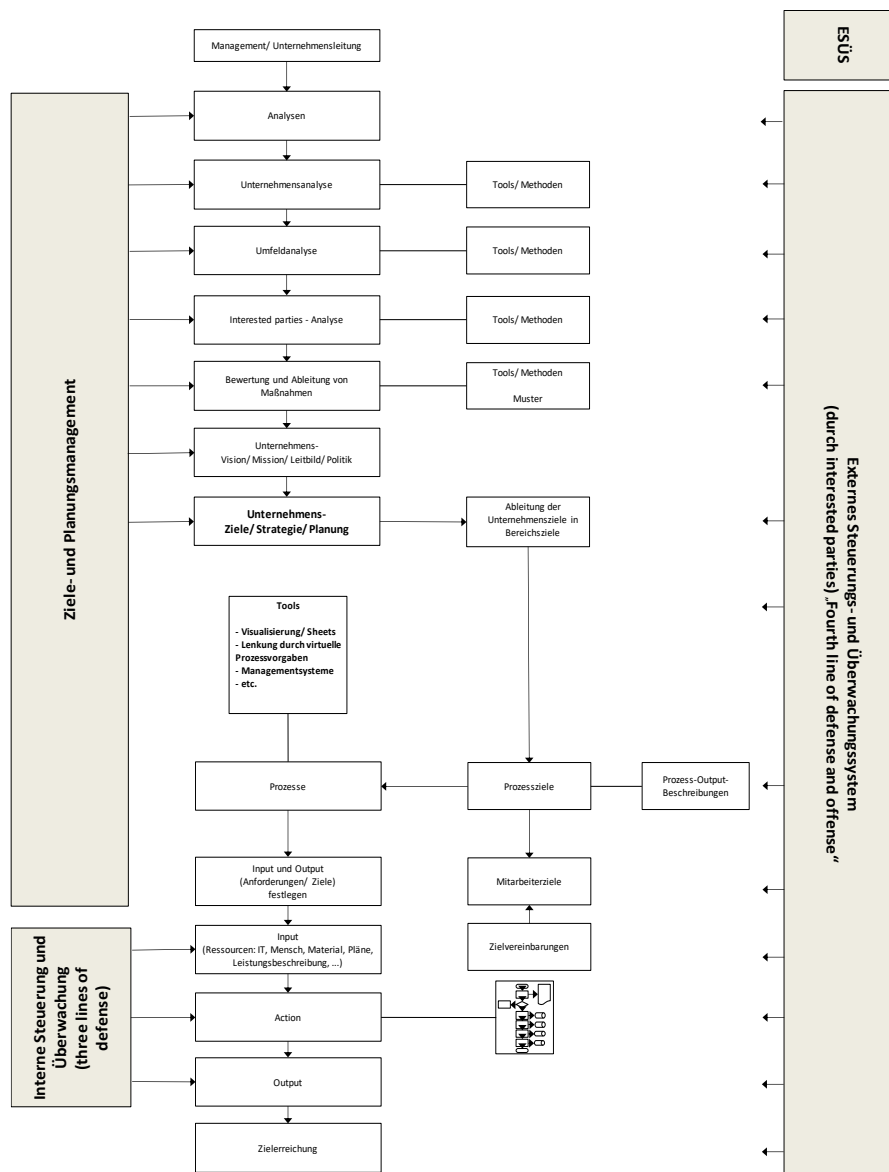 Management/ Unternehmensleitung
ESÜS
Ziele- und Planungsmanagement
Analysen
Unternehmensanalyse
Tools/ Methoden
Umfeldanalyse
Tools/ Methoden
Interested parties - Analyse
Tools/ Methoden
Bewertung und Ableitung von
Maßnahmen
Tools/ Methoden
Muster
Unternehmens-
Vision/ Mission/ Leitbild/ Politik
Unternehmens-
Ziele/ Strategie/ Planung
Ableitung der
Unternehmensziele in
Bereichsziele
Externes Steuerungs- und Überwachungssystem
(durch interested parties) „Fourth line of defense and offense“
Tools
- Visualisierung/ Sheets
- Lenkung durch virtuelle
Prozessvorgaben
- Managementsysteme
- etc.
Prozesse
Prozessziele
Prozess-Output-
Beschreibungen
Input und Output
(Anforderungen/ Ziele)
festlegen
Mitarbeiterziele
Interne Steuerung und
Überwachung
(three lines of
defense)
Input
(Ressourcen: IT, Mensch, Material, Pläne,
Leistungsbeschreibung, ...)
Zielvereinbarungen
Action
Output
Zielerreichung